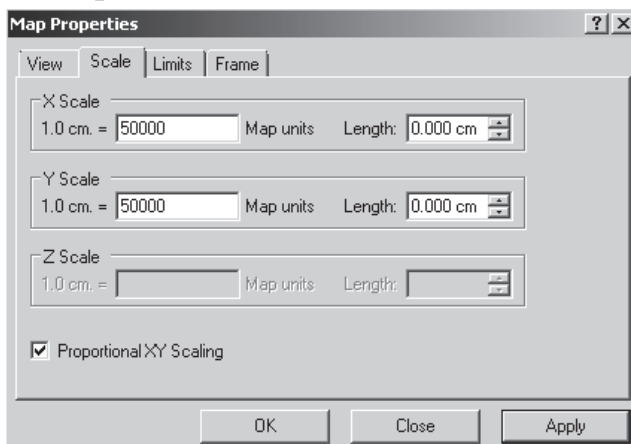 Map Properties
View Scale Limits Frame
X Scale
1.0 cm. = 50000 Map units Length: 0.000 cm
Y Scale
1.0 cm. = 50000 Map units Length: 0.000 cm
Z Scale
1.0 cm. = Map units Length:
Proportional XY Scaling
OK Close Apply